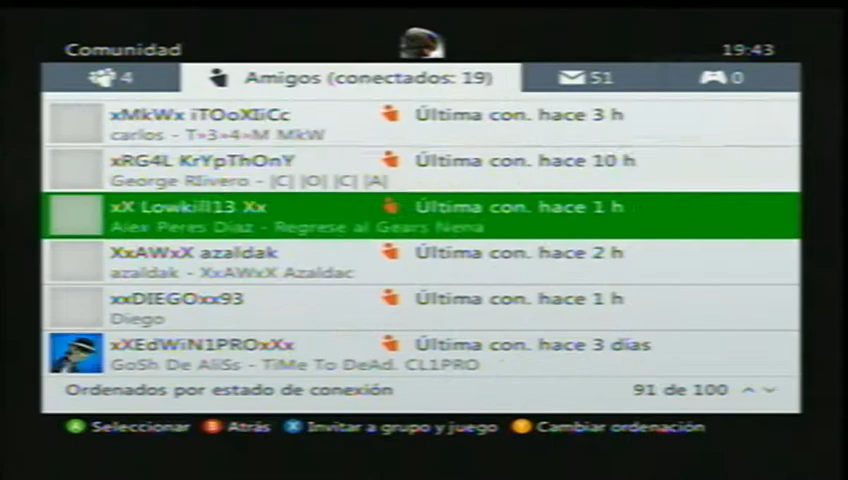 Comunidad
19:43
4
Amigos (conectados: 19)
51
0
xMkWx iTOoXIiCc
Última con. hace 3 h
carlos - T»3»4»M MkW
xRG4L KrYpThOnY
Última con. hace 10 h
George RIivero - |C| |O| |C| |A|
xX Lowkill13 Xx
Última con. hace 1 h
Alex Peres Diaz - Regrese al Gears Nena
XxAWxX azaldak
Última con. hace 2 h
azaldak - XxAWxX Azaldac
xxDIEGOxx93
Última con. hace 1 h
Diego
xXEdWiN1PROxXx
Última con. hace 3 días
GoSh De AliSs - TiMe To DeAd. CL1PRO
Ordenados por estado de conexión
91 de 100
A Seleccionar B Atrás X Invitar a grupo y juego Y Cambiar ordenación